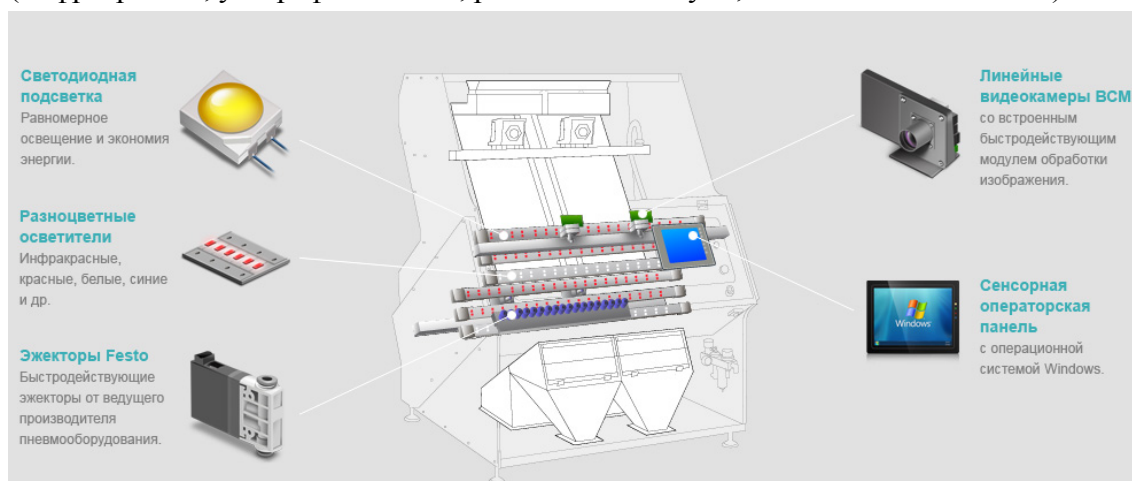 Светодиодная
подсветка
Равномерное
освещение и экономия
энергии.
Разноцветные
осветители
Инфракрасные,
красные, белые, синие
и др.
Эжекторы Festo
Быстродействующие
эжекторы от ведущего
производителя
пневмооборудования.
Линейные
видеокамеры BCM
со встроенным
быстродействующим
модулем обработки
изображения.
Windows
Сенсорная
операторская
панель
с операционной
системой Windows.